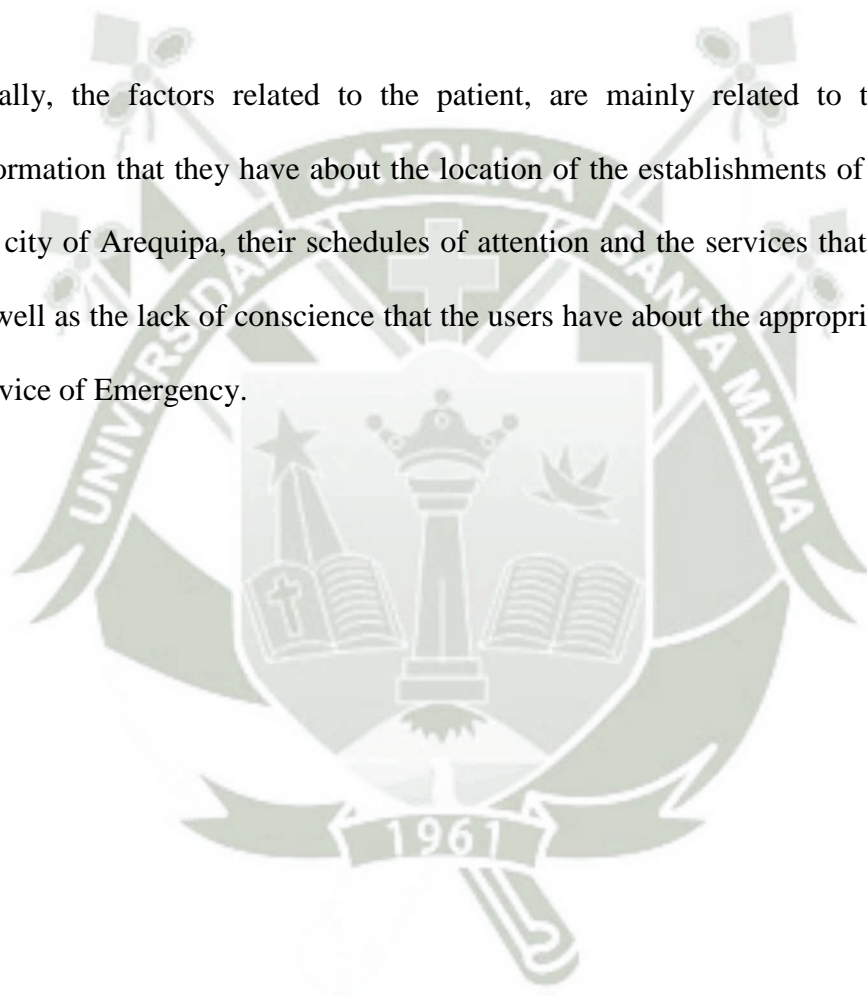 ally, the factors related to the patient, are mainly related to t
ormation that they have about the location of the establishments of
city of Arequipa, their schedules of attention and the services that
well as the lack of conscience that the users have about the appropri
vice of Emergency.
UNIVERSIDAD CATOLICA SANTA MARIA
1961